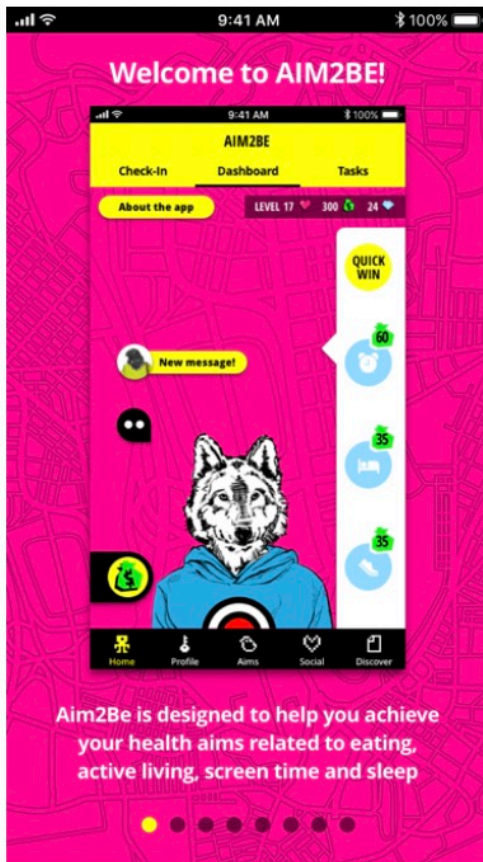 9:41 AM 100%
Welcome to AIM2BE!
9:41 AM 100%
AIM2BE
Check-In Dashboard Tasks
About the app LEVEL 17 300 24
QUICK
WIN
60
New message!
35
35
Home Profile Aims Social Discover
Aim2Be is designed to help you achieve
your health aims related to eating,
active living, screen time and sleep